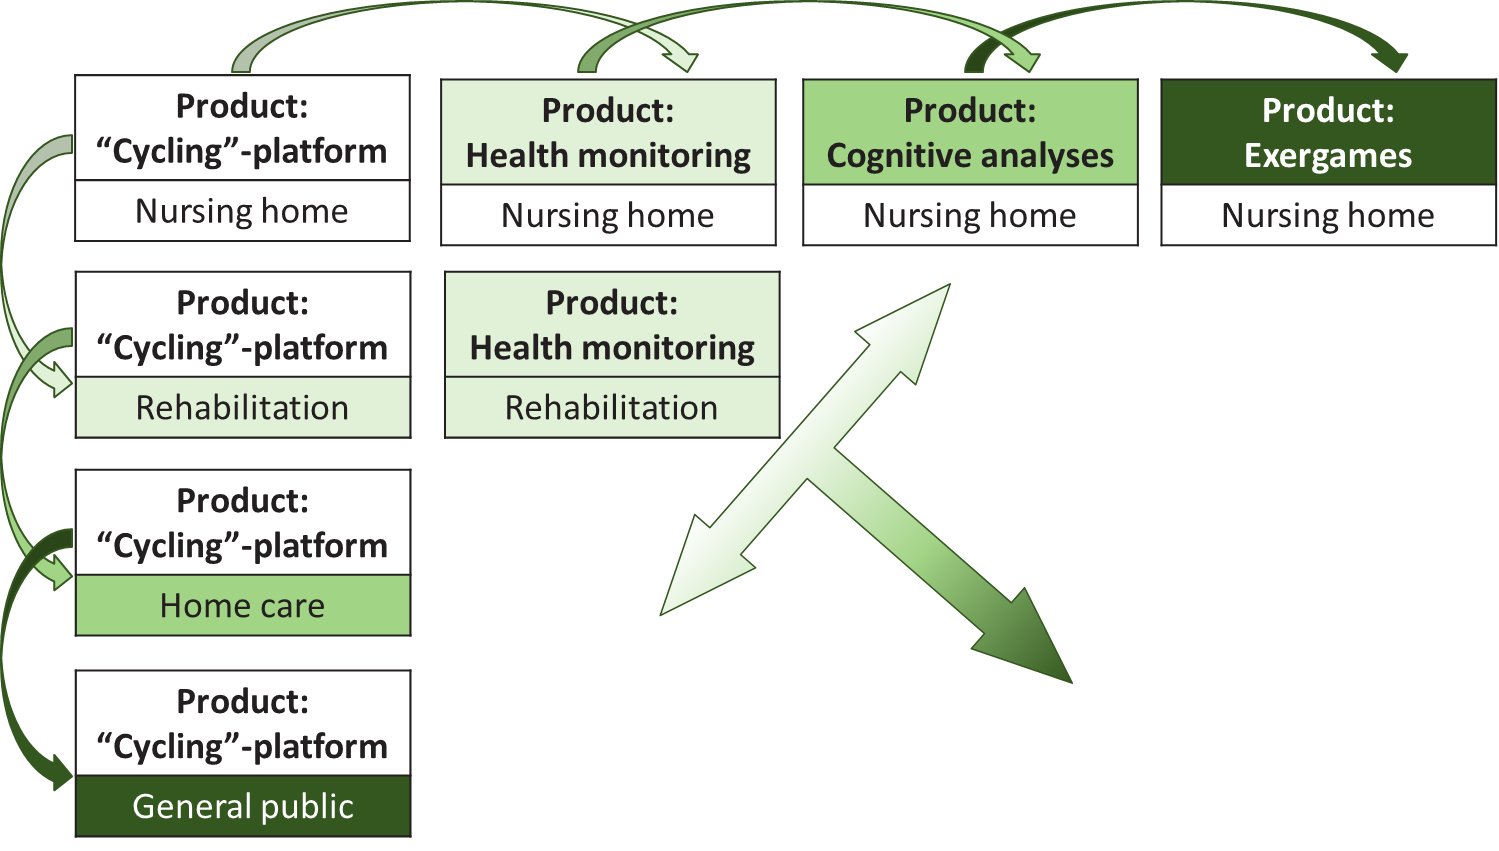 Product:
“Cycling”-platform
Nursing home
Product:
Health monitoring
Nursing home
Product:
Cognitive analyses
Nursing home
Product:
Exergames
Nursing home
Product:
“Cycling”-platform
Rehabilitation
Product:
Health monitoring
Rehabilitation
Product:
“Cycling”-platform
Home care
Product:
“Cycling”-platform
General public